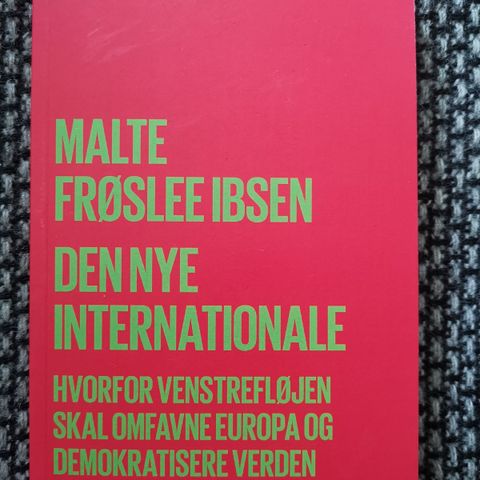 MALTE
FRØSLEE IBSEN
DEN NYE
INTERNATIONALE
HVORFOR VENSTREFLØJEN
SKAL OMFAVNE EUROPA OG
DEMOKRATISERE VERDEN